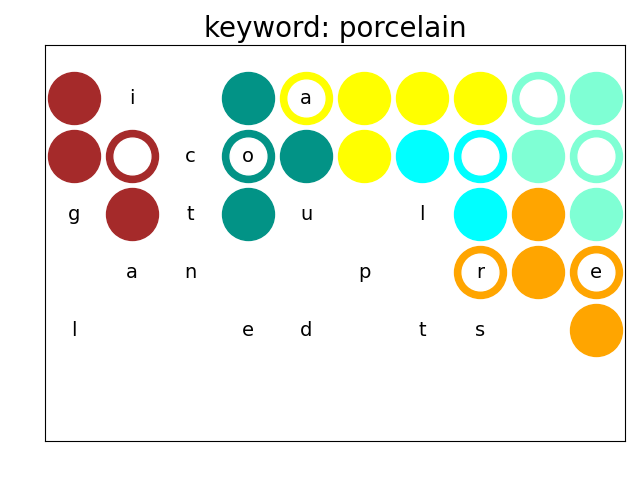 keyword: porcelain
i a
c o
g t u l
a n p r e
l e d t s